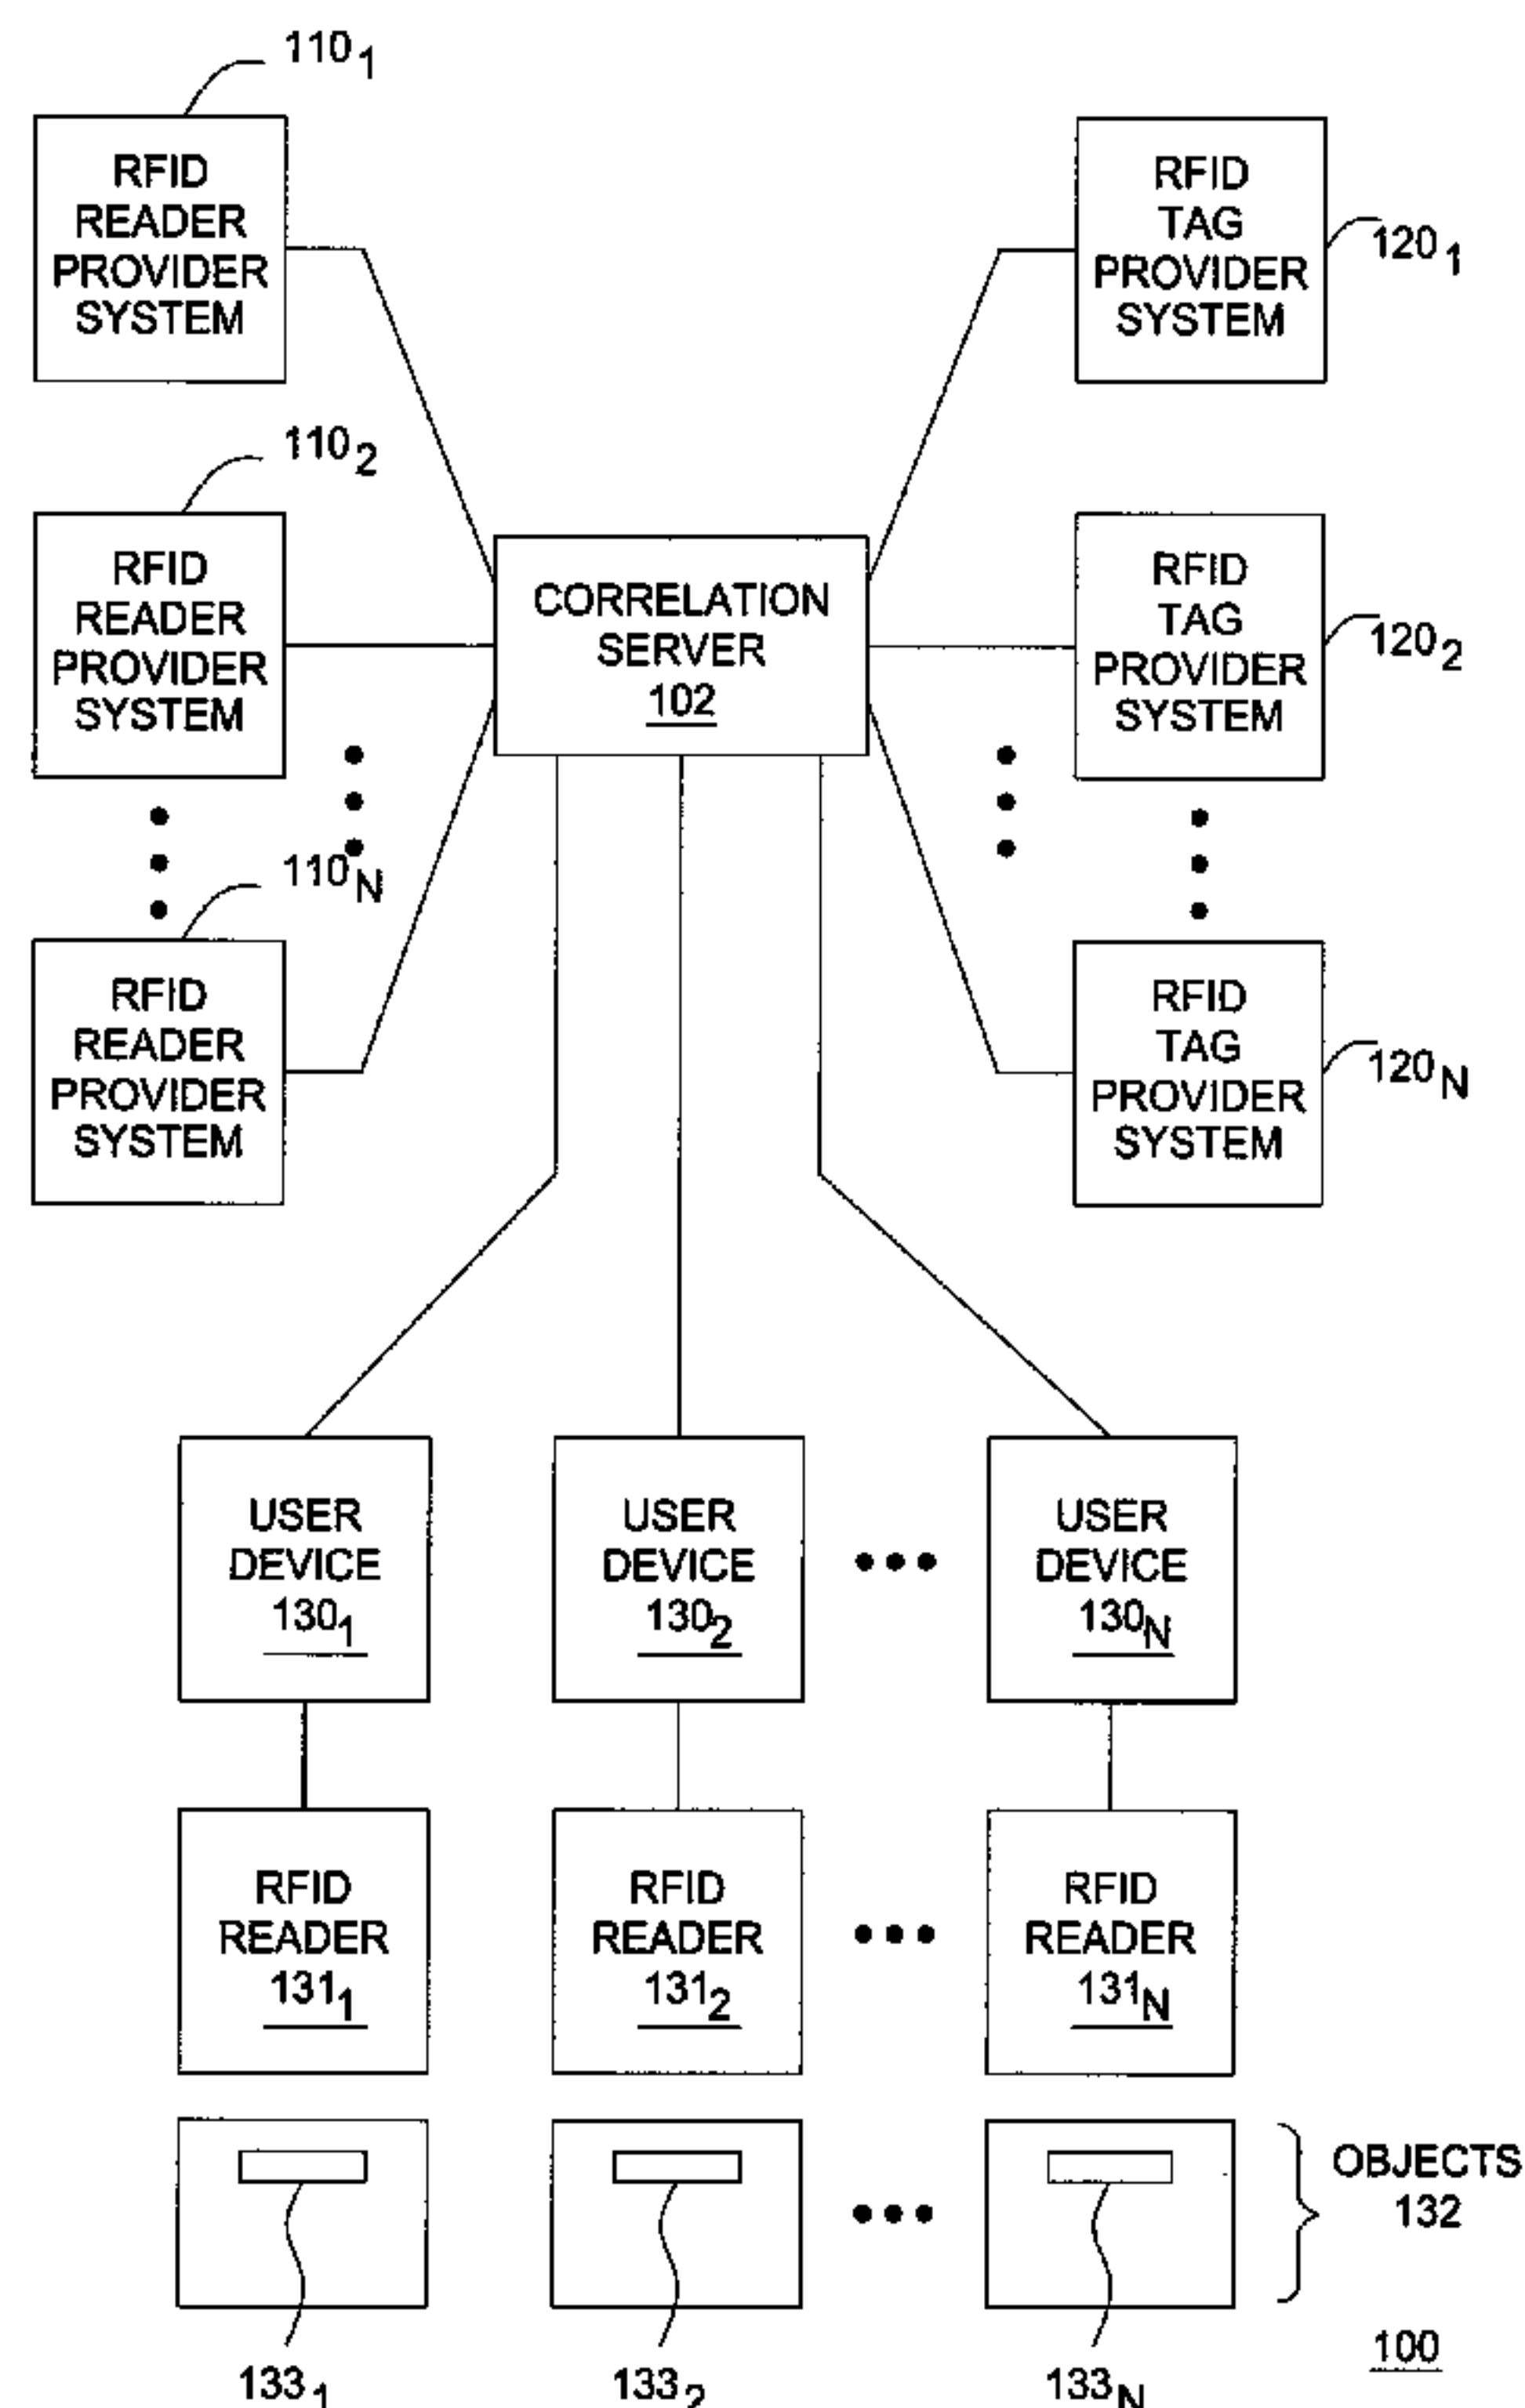 110₁
RFID
READER
PROVIDER
SYSTEM
RFID
TAG
PROVIDER
SYSTEM
120₁
110₂
RFID
READER
PROVIDER
SYSTEM
CORRELATION
SERVER
102
RFID
TAG
PROVIDER
SYSTEM
120₂
110N
RFID
READER
PROVIDER
SYSTEM
RFID
TAG
PROVIDER
SYSTEM
120N
USER
DEVICE
130₁
USER
DEVICE
130₂
USER
DEVICE
130N
RFID
READER
131₁
RFID
READER
131₂
RFID
READER
131N
OBJECTS
132
133₁
133₂
133N
100